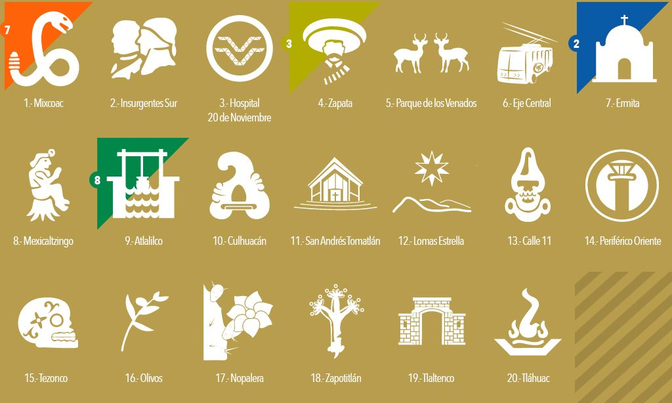 7
1.- Mixcoac
2.- Insurgentes Sur
3.- Hospital
20 de Noviembre
3
4.- Zapata
5.- Parque de los Venados
6.- Eje Central
2
7.- Ermita
8.- Mexicaltzingo
8
9.- Atlalilco
10.- Culhuacán
11.- San Andrés Tomatlán
12.- Lomas Estrella
13.- Calle 11
14.- Periférico Oriente
15.- Tezonco
16.- Olivos
17.- Nopalera
18.- Zapotitlán
19.- Tlaltenco
20.- Tláhuac